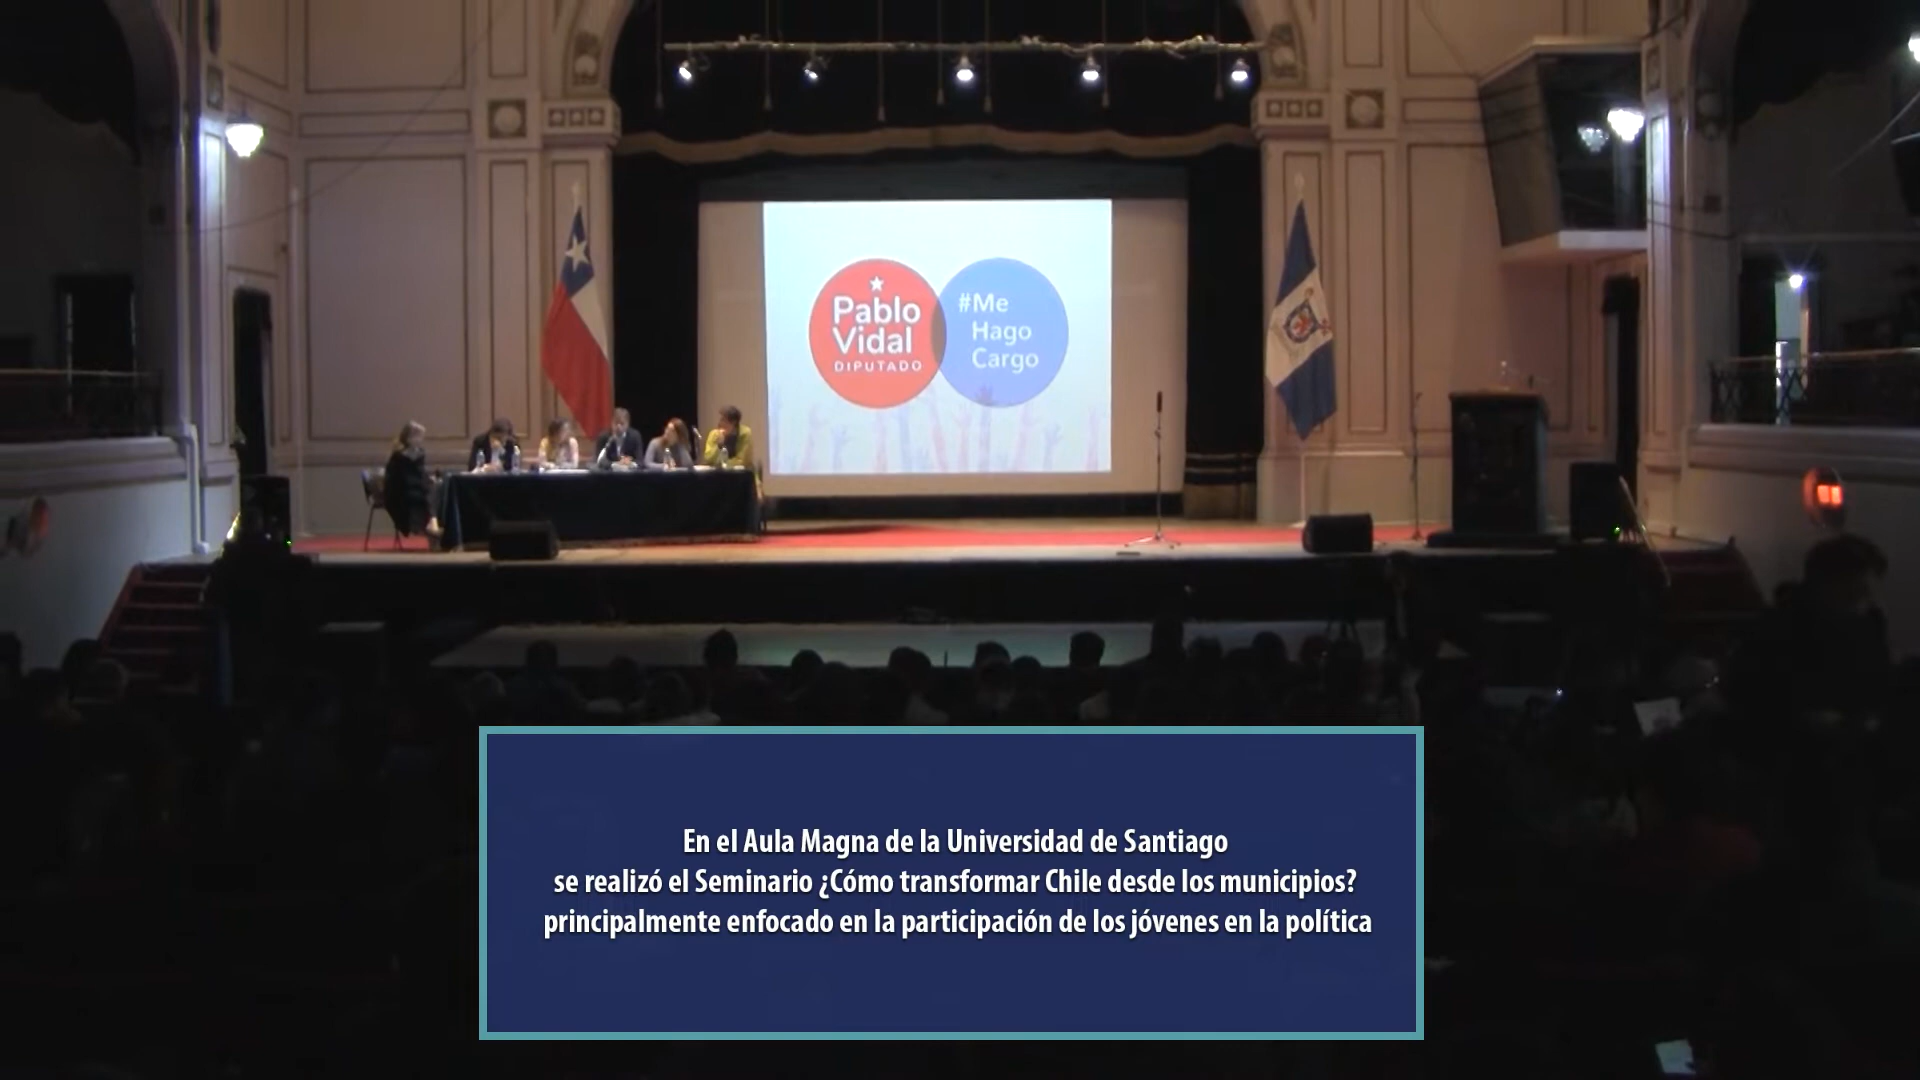 Pablo
Vidal
DIPUTADO
#Me
Hago
Cargo
En el Aula Magna de la Universidad de Santiago
se realizó el Seminario ¿Cómo transformar Chile desde los municipios?
principalmente enfocado en la participación de los jóvenes en la política